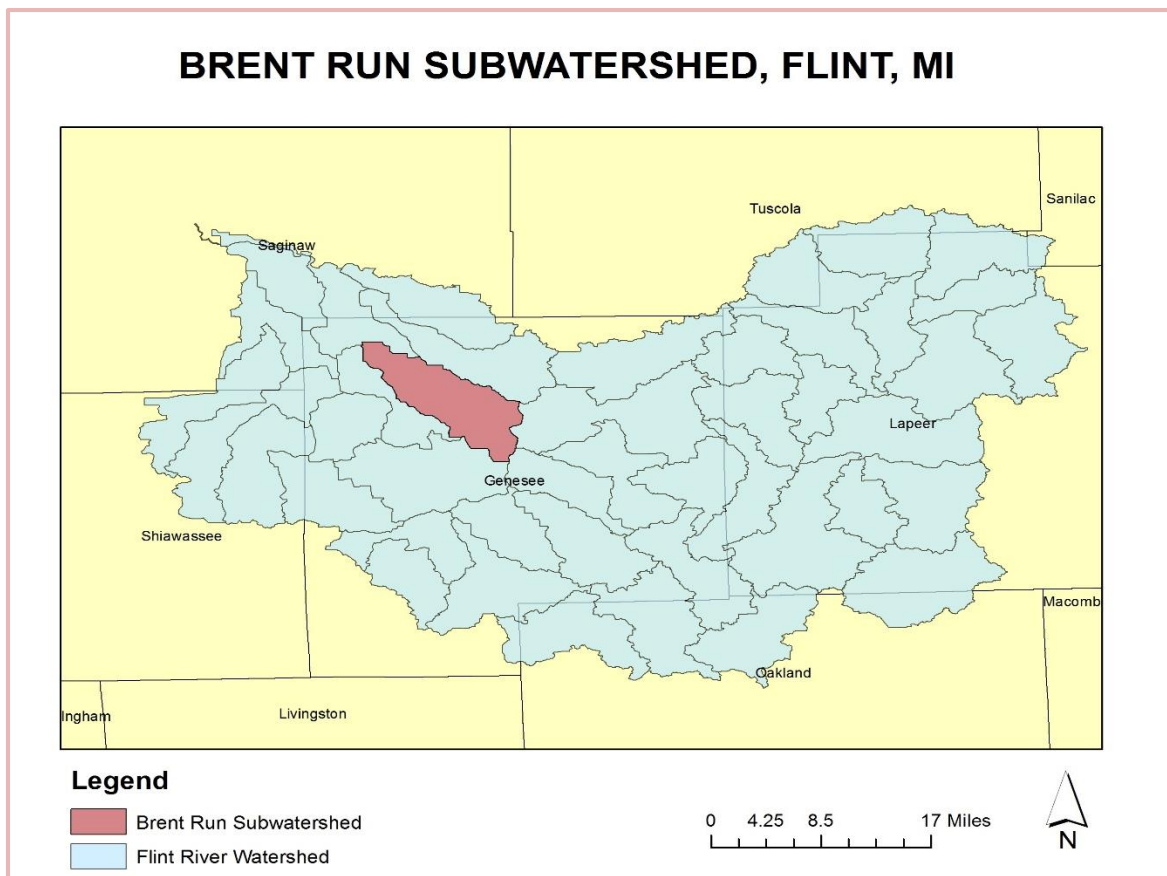 BRENT RUN SUBWATERSHED, FLINT, MI
Sanilac
Tuscola
Saginaw
Lapeer
Genesee
Shiawassee
Macomb
Oakland
Livingston
Ingham
Legend
Brent Run Subwatershed
Flint River Watershed
0 4.25 8.5 17 Miles
N